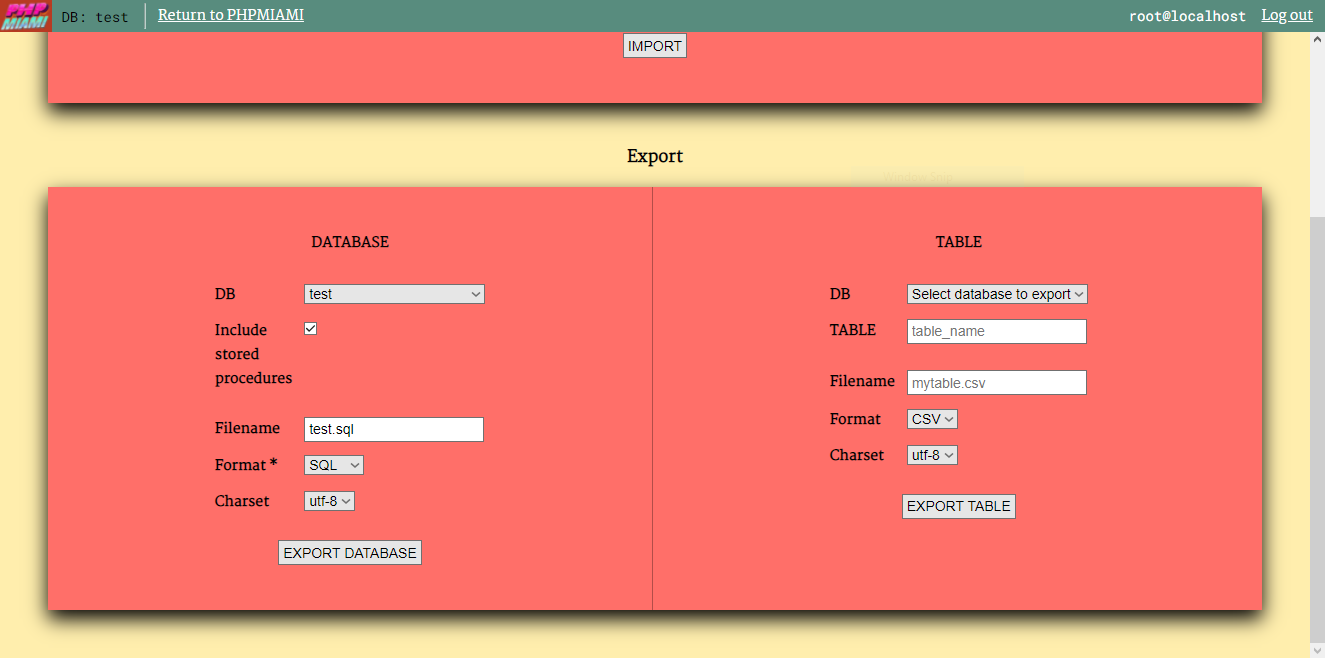 PHP MIAMI DB: test Return to PHPMIAMI root@localhost Log out
IMPORT
Export
DATABASE
DB test
Include
stored
procedures
Filename test.sql
Format * SQL
Charset utf-8
EXPORT DATABASE
TABLE
DB Select database to export
TABLE table_name
Filename mytable.csv
Format CSV
Charset utf-8
EXPORT TABLE